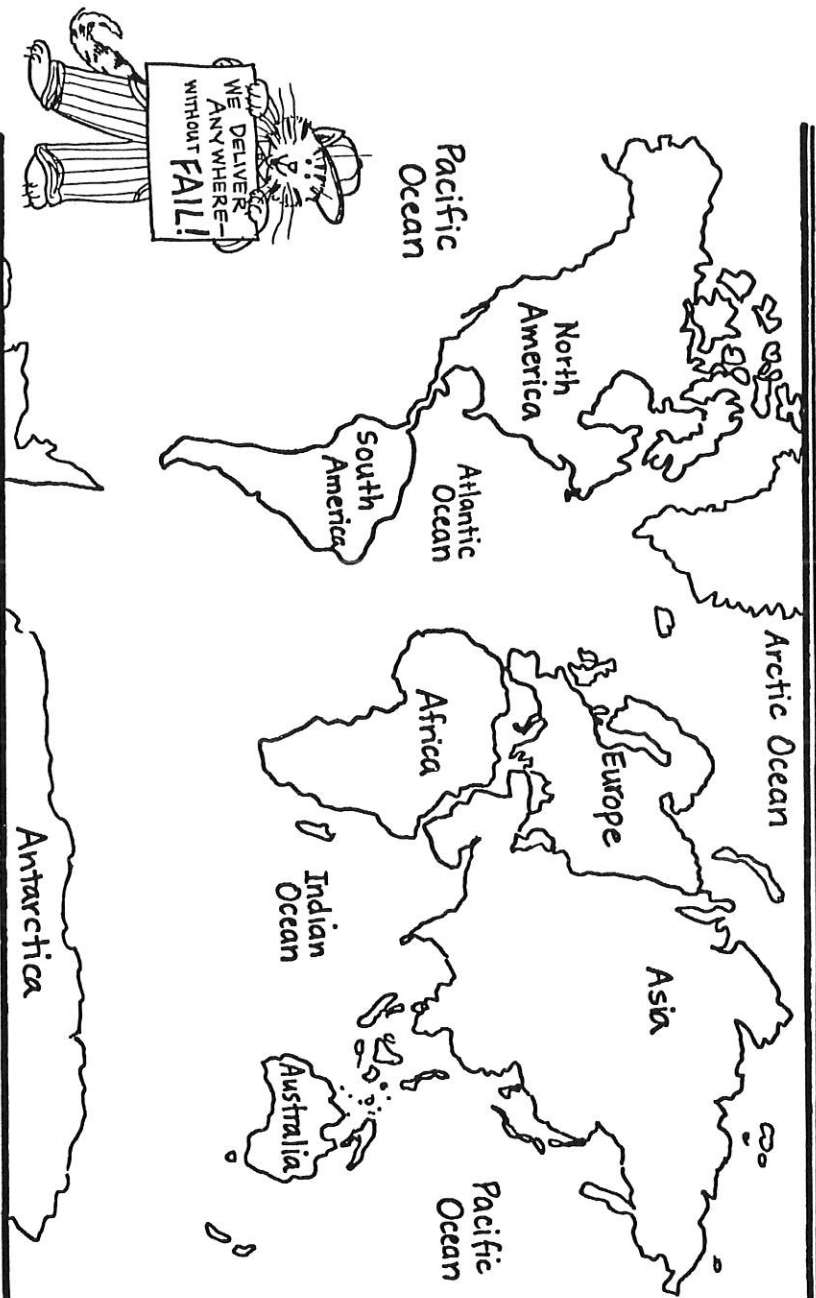 Arctic Ocean
North
America
Europe
Asia
Pacific
Ocean
Atlantic
Ocean
Pacific
Ocean
Africa
South
America
Indian
Ocean
Australia
WE DELIVER
ANYWHERE—
WITHOUT FAIL!
Antarctica